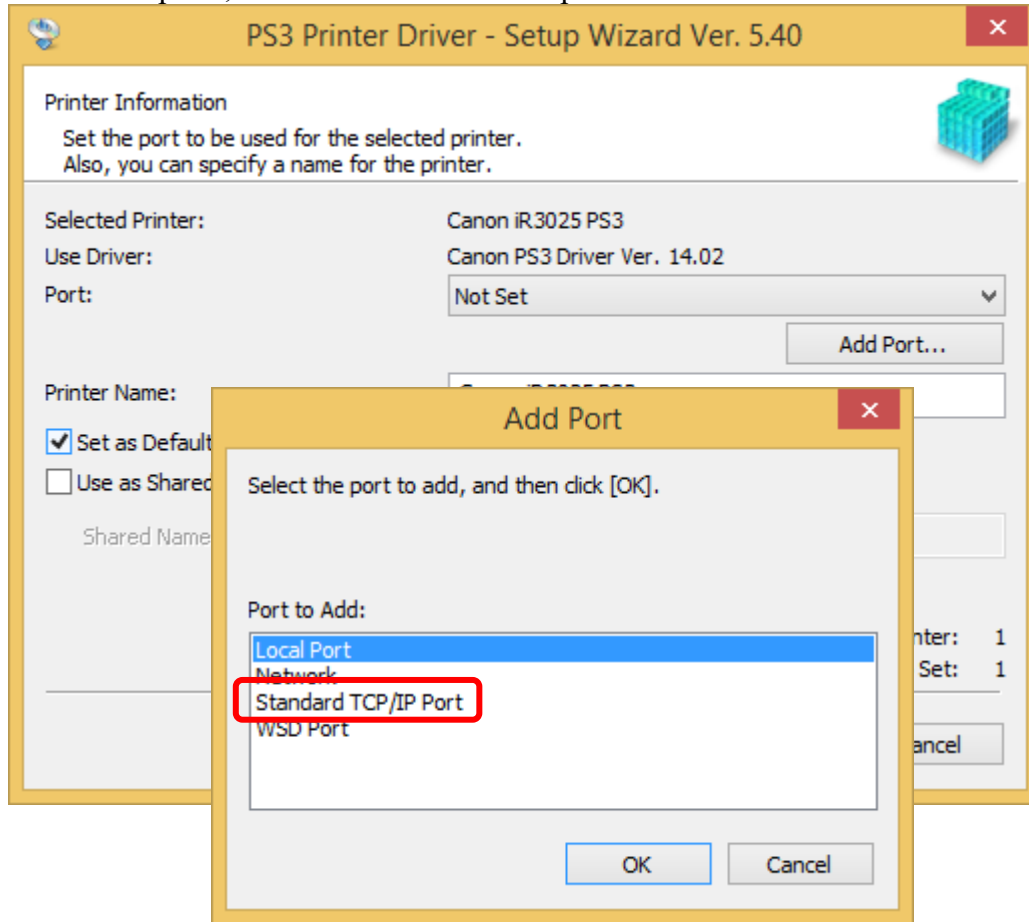 PS3 Printer Driver - Setup Wizard Ver. 5.40
Printer Information
Set the port to be used for the selected printer.
Also, you can specify a name for the printer.
Selected Printer: Canon iR3025 PS3
Use Driver: Canon PS3 Driver Ver. 14.02
Port: Not Set
Add Port...
Printer Name:
Set as Default
Use as Shared
Shared Name
Add Port
Select the port to add, and then click [OK].
Port to Add:
Local Port
Network
Standard TCP/IP Port
WSD Port
nter: 1
Set: 1
ancel
OK Cancel